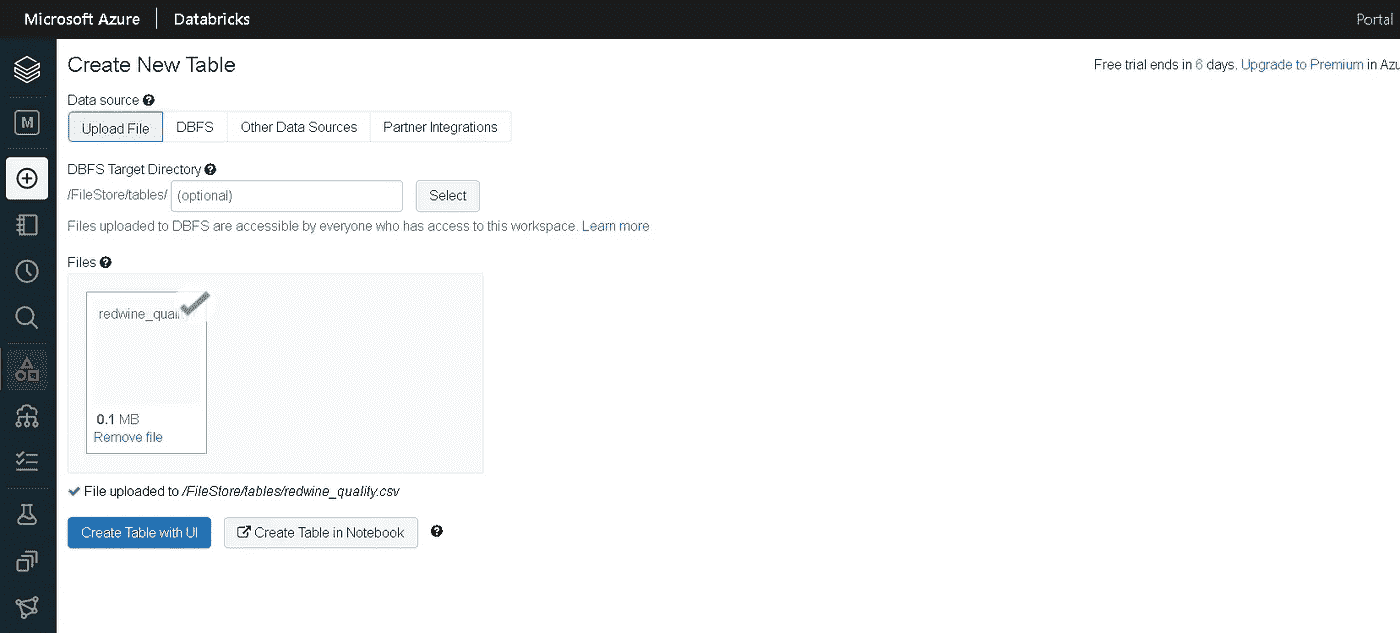 Microsoft Azure | Databricks Portal
Create New Table Free trial ends in 6 days. Upgrade to Premium in
Data source ?
Upload File DBFS Other Data Sources Partner Integrations
DBFS Target Directory ?
/FileStore/tables/ (optional) Select
Files uploaded to DBFS are accessible by everyone who has access to this workspace. Learn more
Files ?
M
0.1 MB
Remove file
File uploaded to /FileStore/tables/redwine_quality.csv
Create Table with UI Create Table in Notebook ?